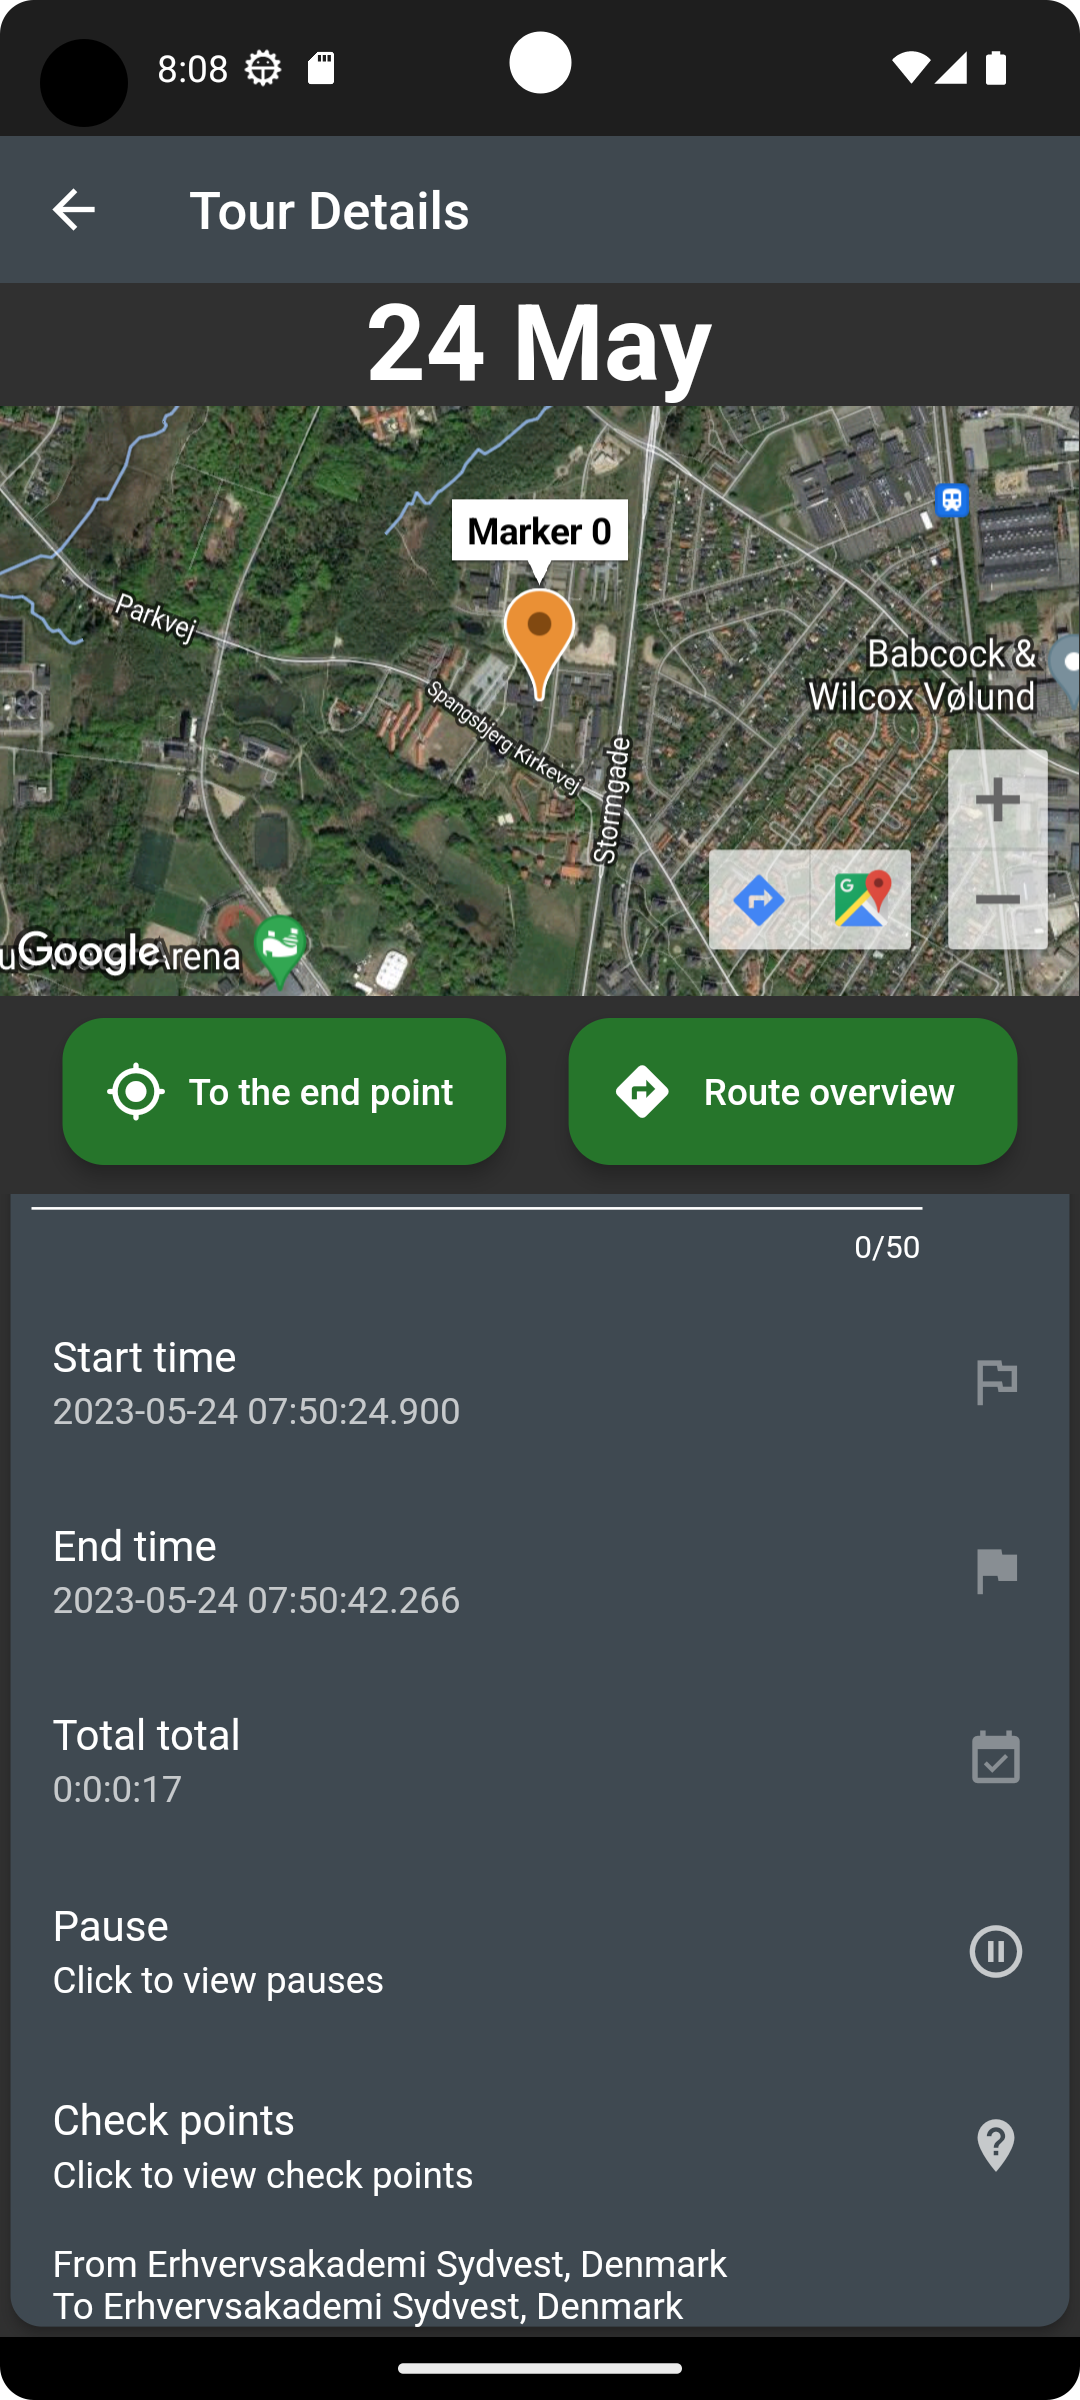 8:08
Tour Details
24 May
Marker 0
Parkvej
Babcock &
Wilcox Vølund
Spangsbjerg Kirkevej
Stormgade
G
Google
Arena
To the end point
Route overview
0/50
Start time
2023-05-24 07:50:24.900
End time
2023-05-24 07:50:42.266
Total total
0:0:0:17
Pause
Click to view pauses
Check points
Click to view check points
From Erhvervsakademi Sydvest, Denmark
To Erhvervsakademi Sydvest, Denmark